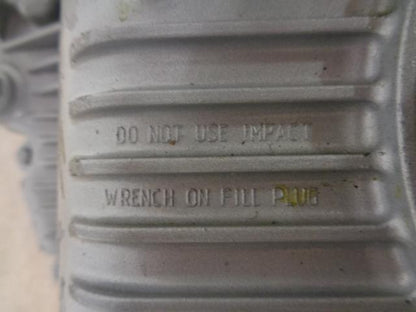 DO NOT USE IMPACT
WRENCH ON FILL PLUG